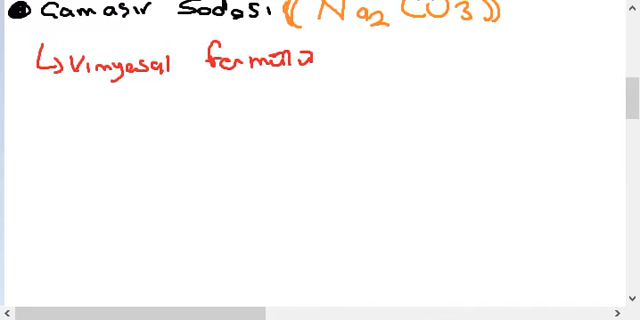 • Çamaşır Sodası ((Na2CO3))
↳ Kimyasal formülü